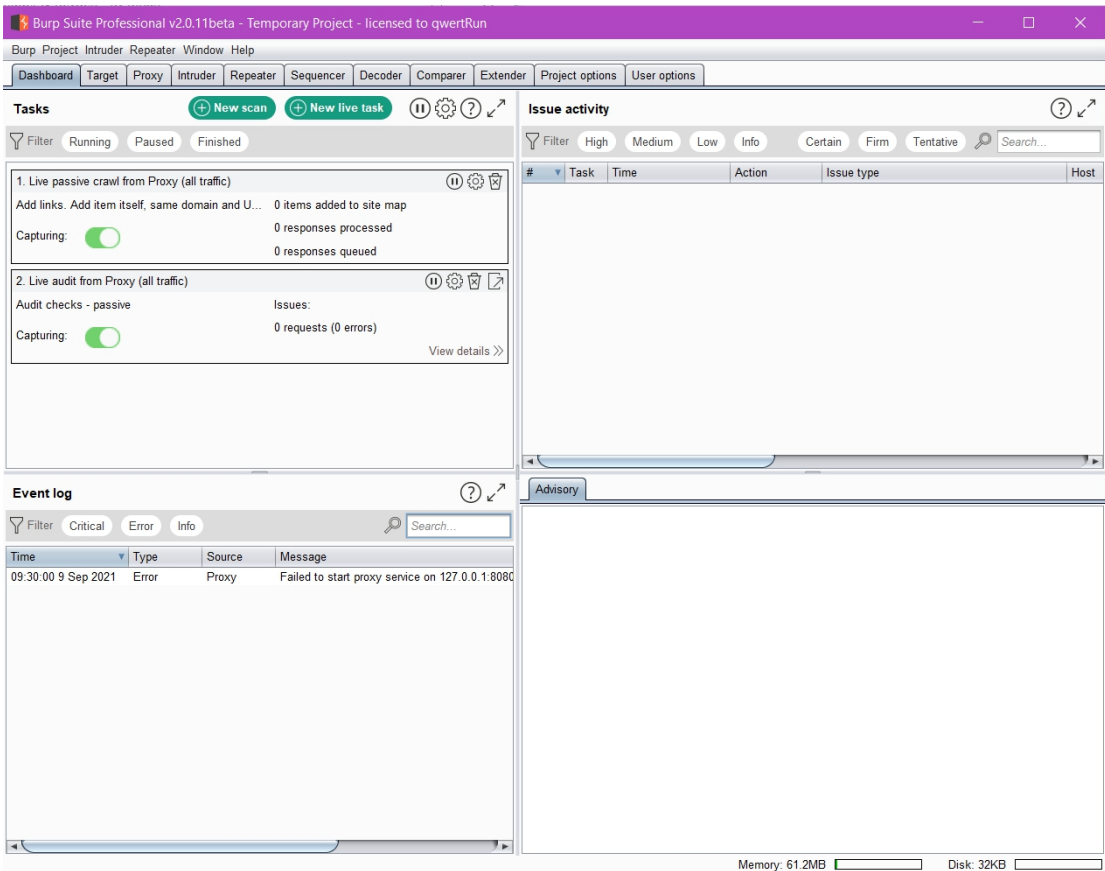 Burp Suite Professional v2.0.11beta - Temporary Project - licensed to qwertRun
Burp Project Intruder Repeater Window Help
Dashboard Target Proxy Intruder Repeater Sequencer Decoder Comparer Extender Project options User options
Tasks
New scan
New live task
Filter Running Paused Finished
1. Live passive crawl from Proxy (all traffic)
Add links. Add item itself, same domain and U...
0 items added to site map
0 responses processed
Capturing:
0 responses queued
2. Live audit from Proxy (all traffic)
Audit checks - passive
Issues:
0 requests (0 errors)
Capturing:
View details
Issue activity
Filter High Medium Low Info Certain Firm Tentative Search...
# Task Time Action Issue type Host
Event log
Filter Critical Error Info Search...
Time Type Source Message
09:30:00 9 Sep 2021 Error Proxy Failed to start proxy service on 127.0.0.1:8080
Advisory
Memory: 61.2MB Disk: 32KB